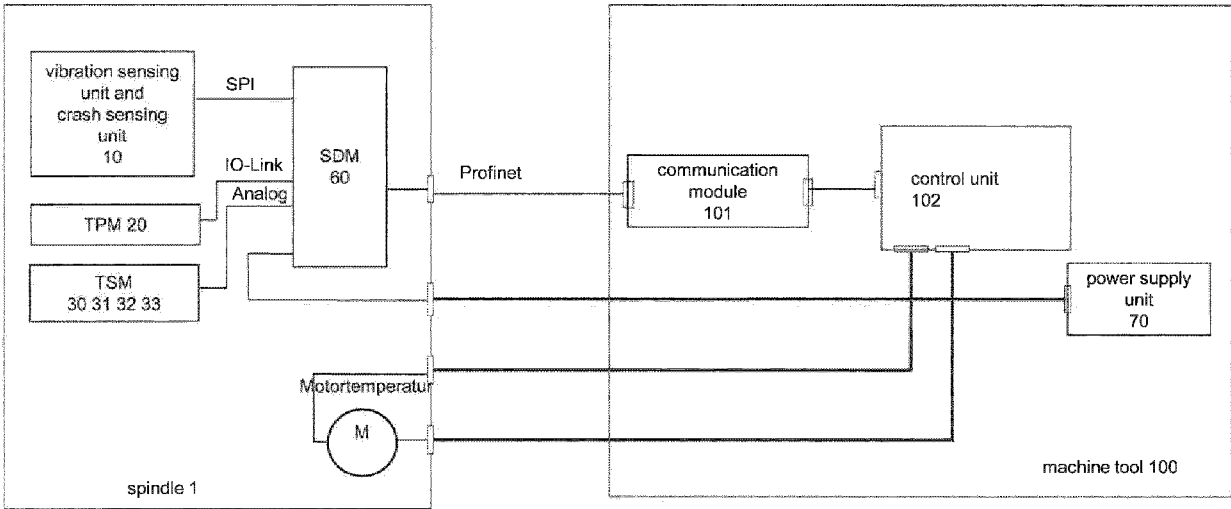 vibration sensing
unit and
crash sensing
unit
10
SPI
SDM
60
IO-Link
Analog
TPM 20
TSM
30 31 32 33
Motortemperatur
M
spindle 1
Profinet
communication
module
101
control unit
102
power supply
unit
70
machine tool 100